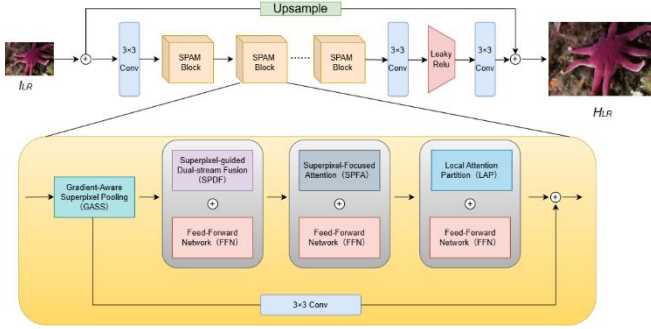 Upsample
3×3
Conv
SPAM
Block
SPAM
Block
······
SPAM
Block
3×3
Conv
Leaky
Relu
3×3
Conv
ILR
HLR
Gradient-Aware
Superpixel Pooling
(GASS)
Superpixel-guided
Dual-stream Fusion
(SPDF)
Feed-Forward
Network (FFN)
Superpixel-Focused
Attention (SPFA)
Feed-Forward
Network (FFN)
Local Attention
Partition (LAP)
Feed-Forward
Network (FFN)
3×3 Conv